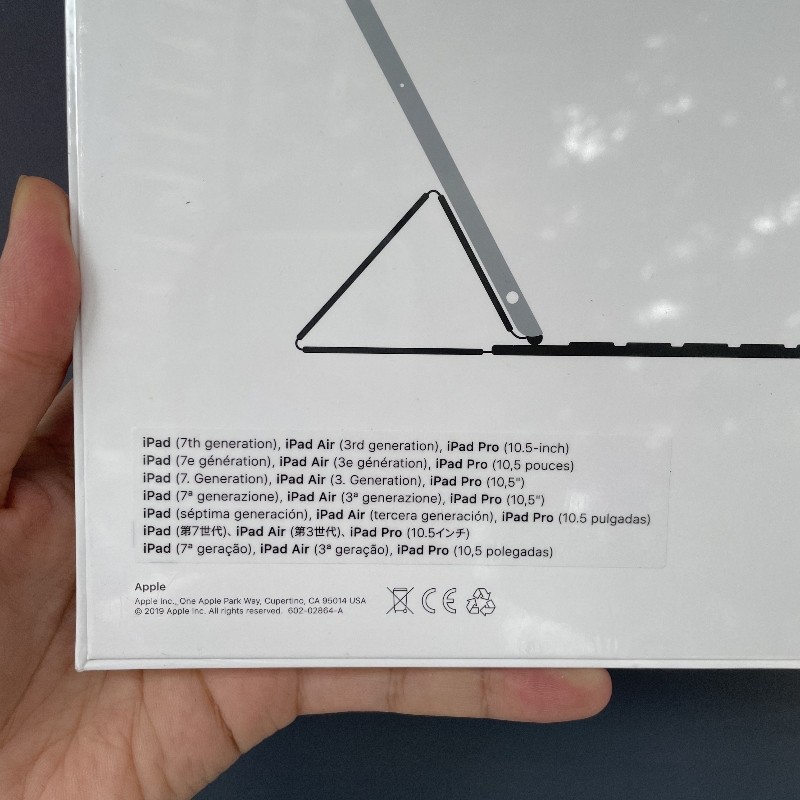 iPad (7th generation), iPad Air (3rd generation), iPad Pro (10.5-inch)
iPad (7e génération), iPad Air (3e génération), iPad Pro (10,5 pouces)
iPad (7. Generation), iPad Air (3. Generation), iPad Pro (10,5")
iPad (7ª generazione), iPad Air (3ª generazione), iPad Pro (10,5")
iPad (séptima generación), iPad Air (tercera generación), iPad Pro (10.5 pulgadas)
iPad (第7世代)、iPad Air (第3世代)、iPad Pro (10.5インチ)
iPad (7ª geração), iPad Air (3ª geração), iPad Pro (10,5 polegadas)
Apple
Apple Inc., One Apple Park Way, Cupertino, CA 95014 USA
© 2019 Apple Inc. All rights reserved. 602-02864-A
CE